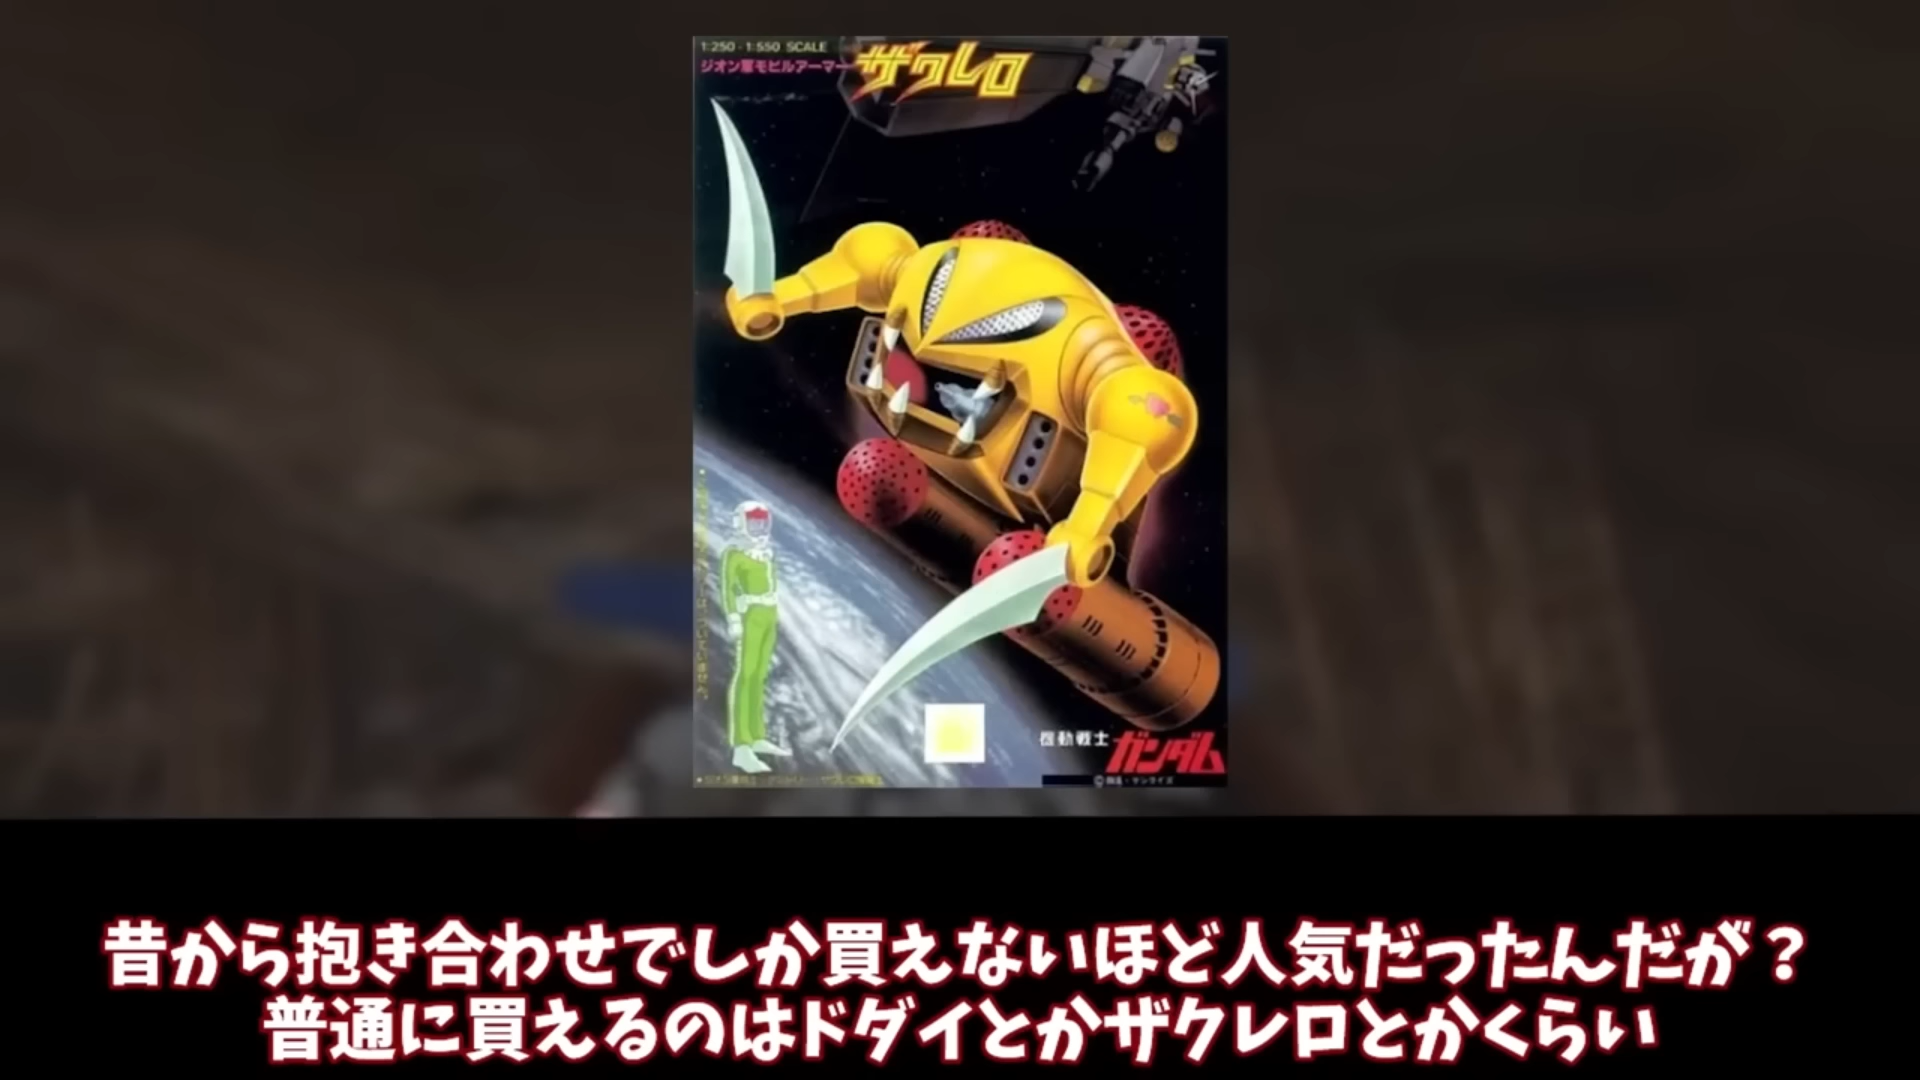 1:250・1:550 SCALE
ジオン軍モビルアーマー
ザクレロ
機動戦士
ガンダム
昔から抱き合わせでしか買えないほど人気だったんだが？
普通に買えるのはドダイとかザクレロとかくらい